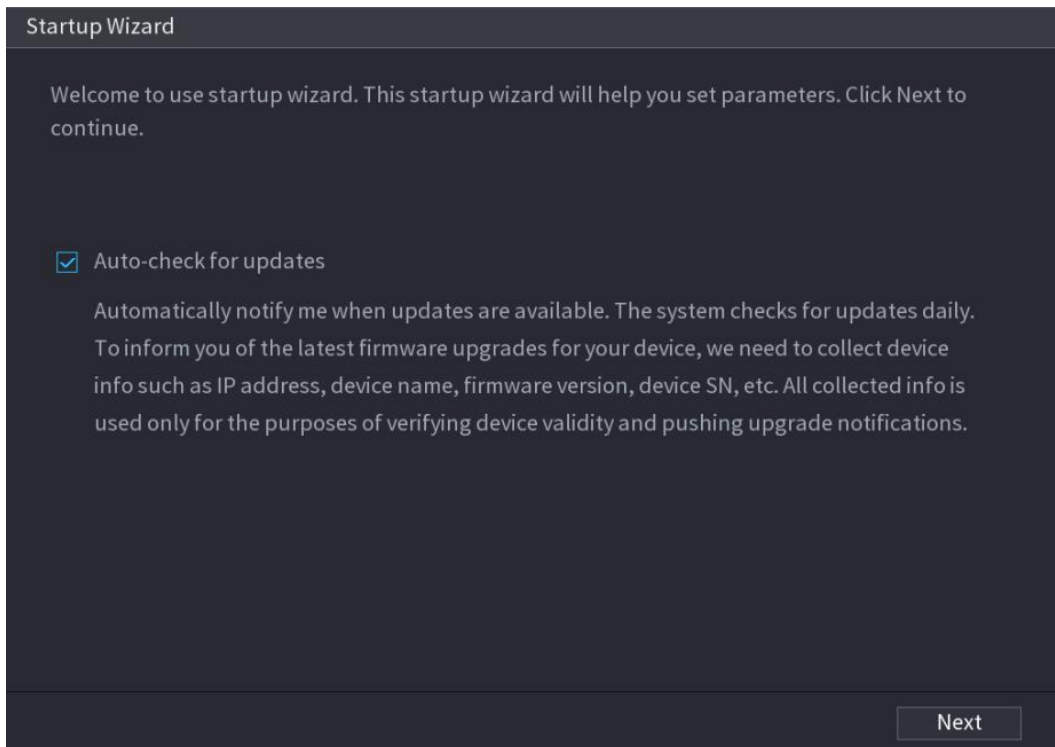 Startup Wizard
Welcome to use startup wizard. This startup wizard will help you set parameters. Click Next to
continue.
Auto-check for updates
Automatically notify me when updates are available. The system checks for updates daily.
To inform you of the latest firmware upgrades for your device, we need to collect device
info such as IP address, device name, firmware version, device SN, etc. All collected info is
used only for the purposes of verifying device validity and pushing upgrade notifications.
Next